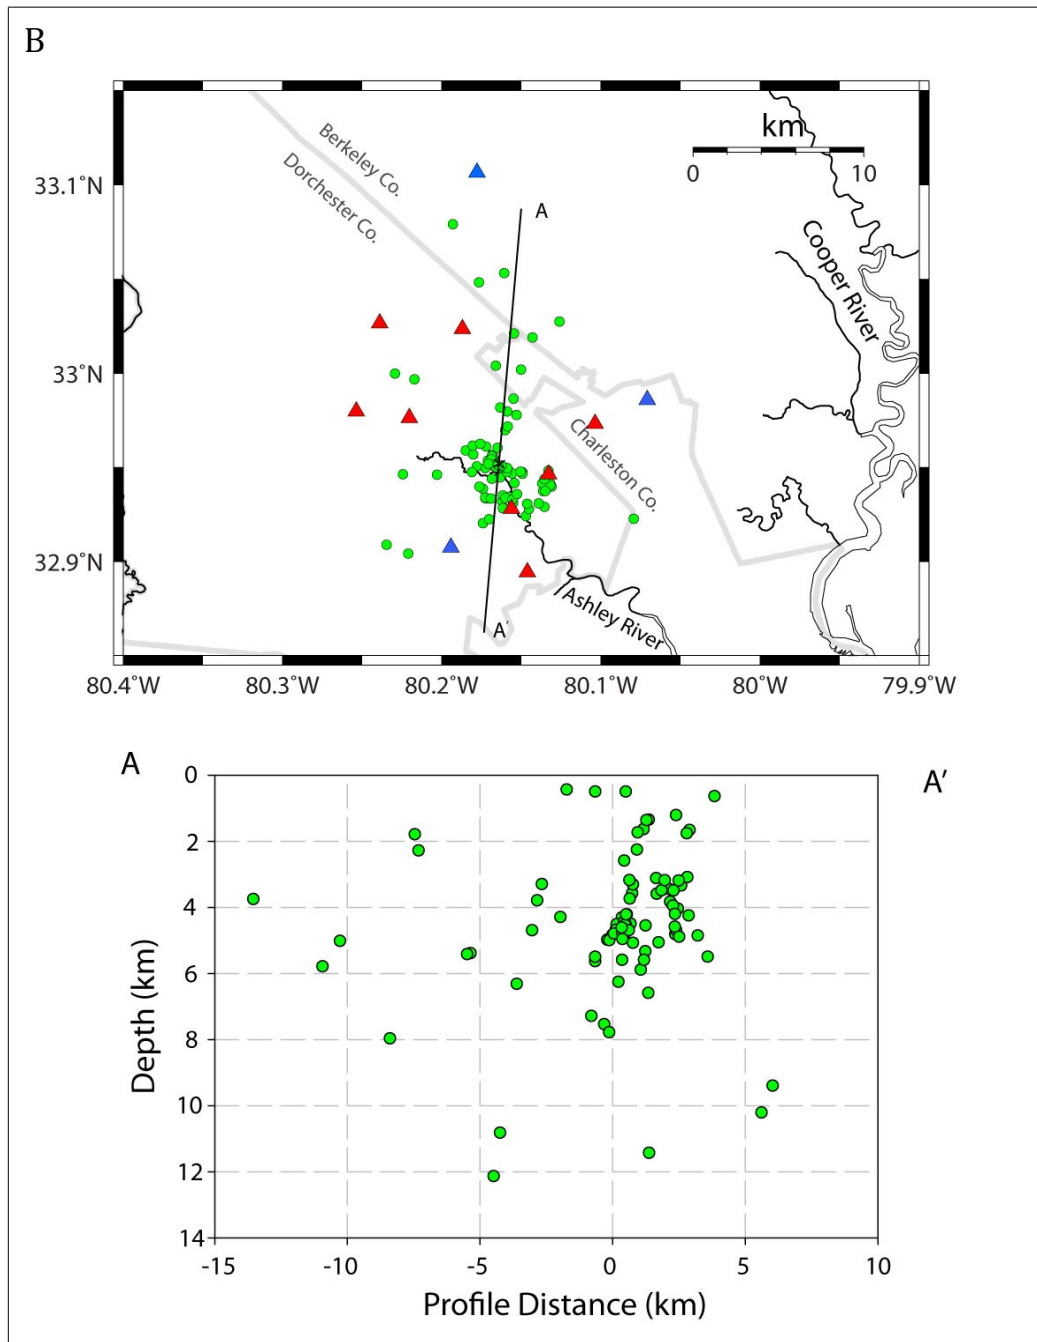 B
km
0 10
Berkeley Co.
Dorchester Co.
A
Cooper River
33.1°N
33°N
Charleston Co.
32.9°N
A'
Ashley River
80.4°W 80.3°W 80.2°W 80.1°W 80°W 79.9°W
A A'
0
2
4
6
8
10
12
14
Depth (km)
-15 -10 -5 0 5 10
Profile Distance (km)